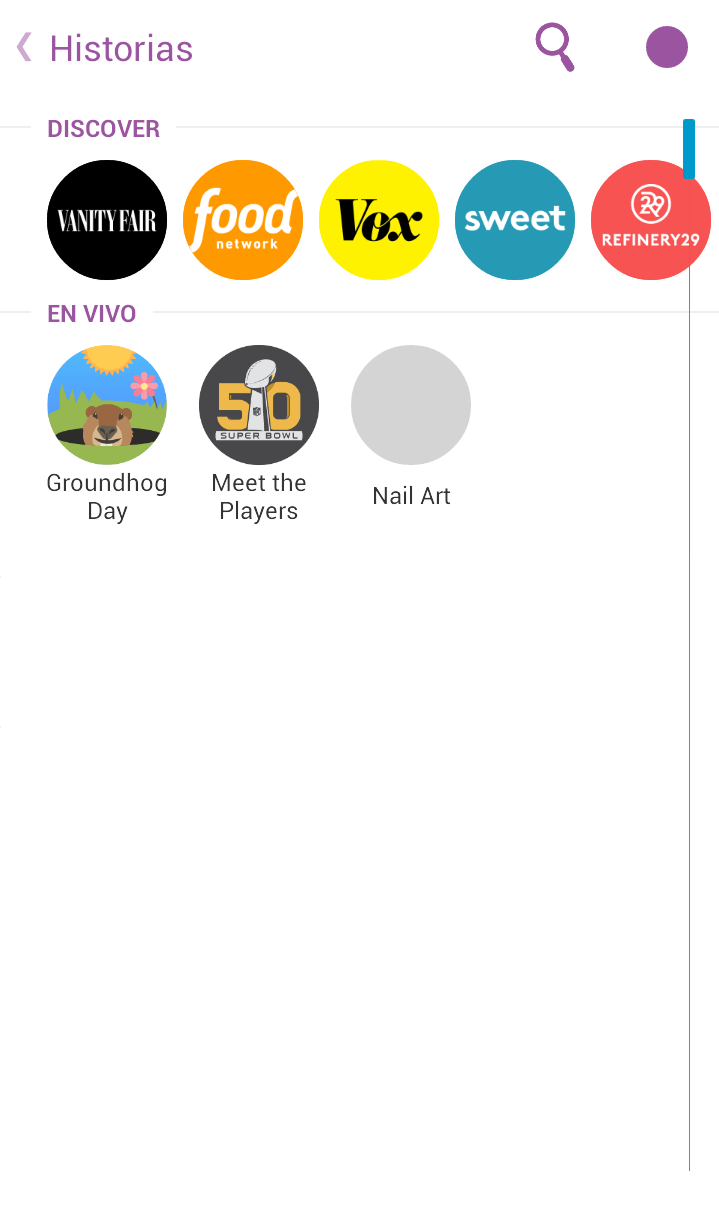 Historias
DISCOVER
VANITY FAIR
food
network
Vox
sweet
29
REFINERY29
EN VIVO
50
SUPER BOWL
Groundhog
Day
Meet the
Players
Nail Art